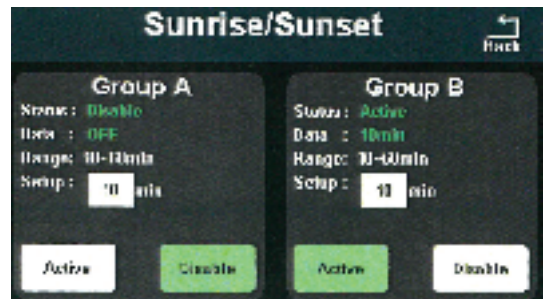 Sunrise/Sunset
Back
Group A
Status: Disable
Data : OFF
Range: 10-60min
Setup: 10 min
Active Disable
Group B
Status: Active
Data : 10min
Range: 10-60min
Setup: 10 min
Active Disable